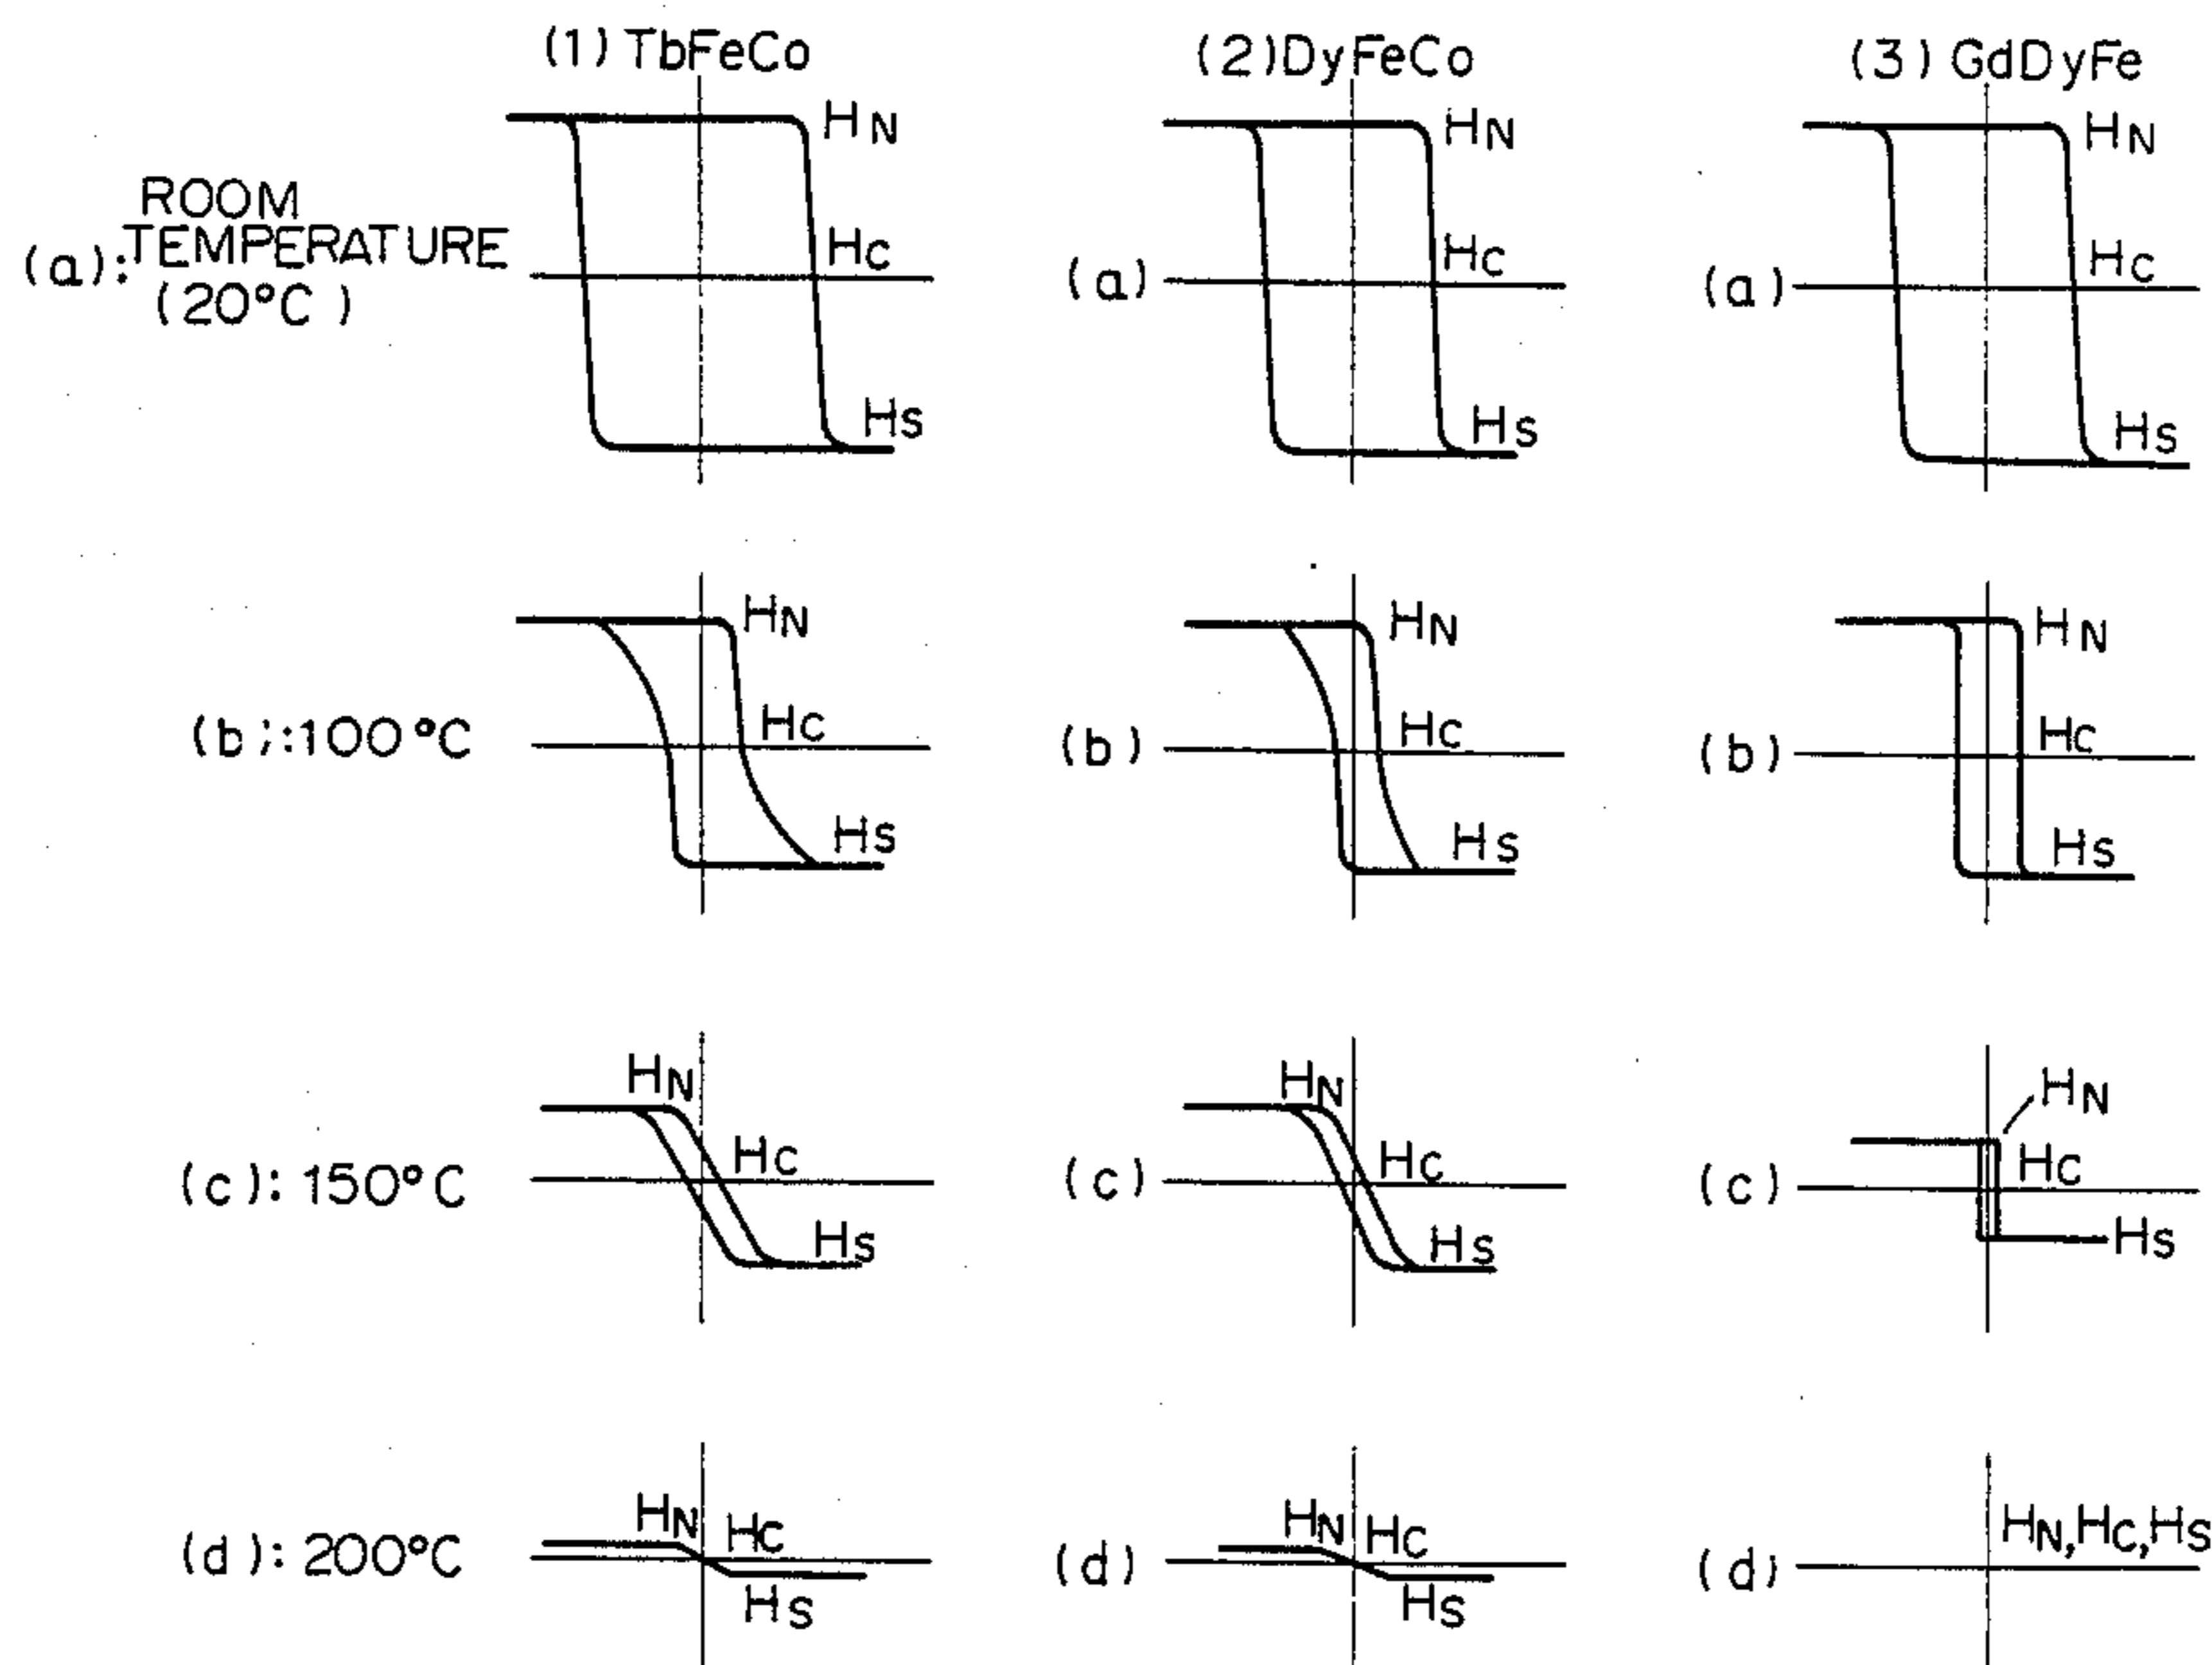 (1) TbFeCo
(2)DyFeCo
(3) GdDyFe
(a): ROOM
TEMPERATURE
(20°C)
HN
Hc
Hs
(a)
HN
Hc
Hs
(a)
HN
Hc
Hs
(b;:100°C
HN
Hc
Hs
(b)
HN
Hc
Hs
(b)
HN
Hc
Hs
(c): 150°C
HN
Hc
Hs
(c)
HN
Hc
Hs
(c)
HN
Hc
Hs
(d): 200°C
HN
Hc
Hs
(d)
HN
Hc
Hs
(d)
HN,Hc,Hs